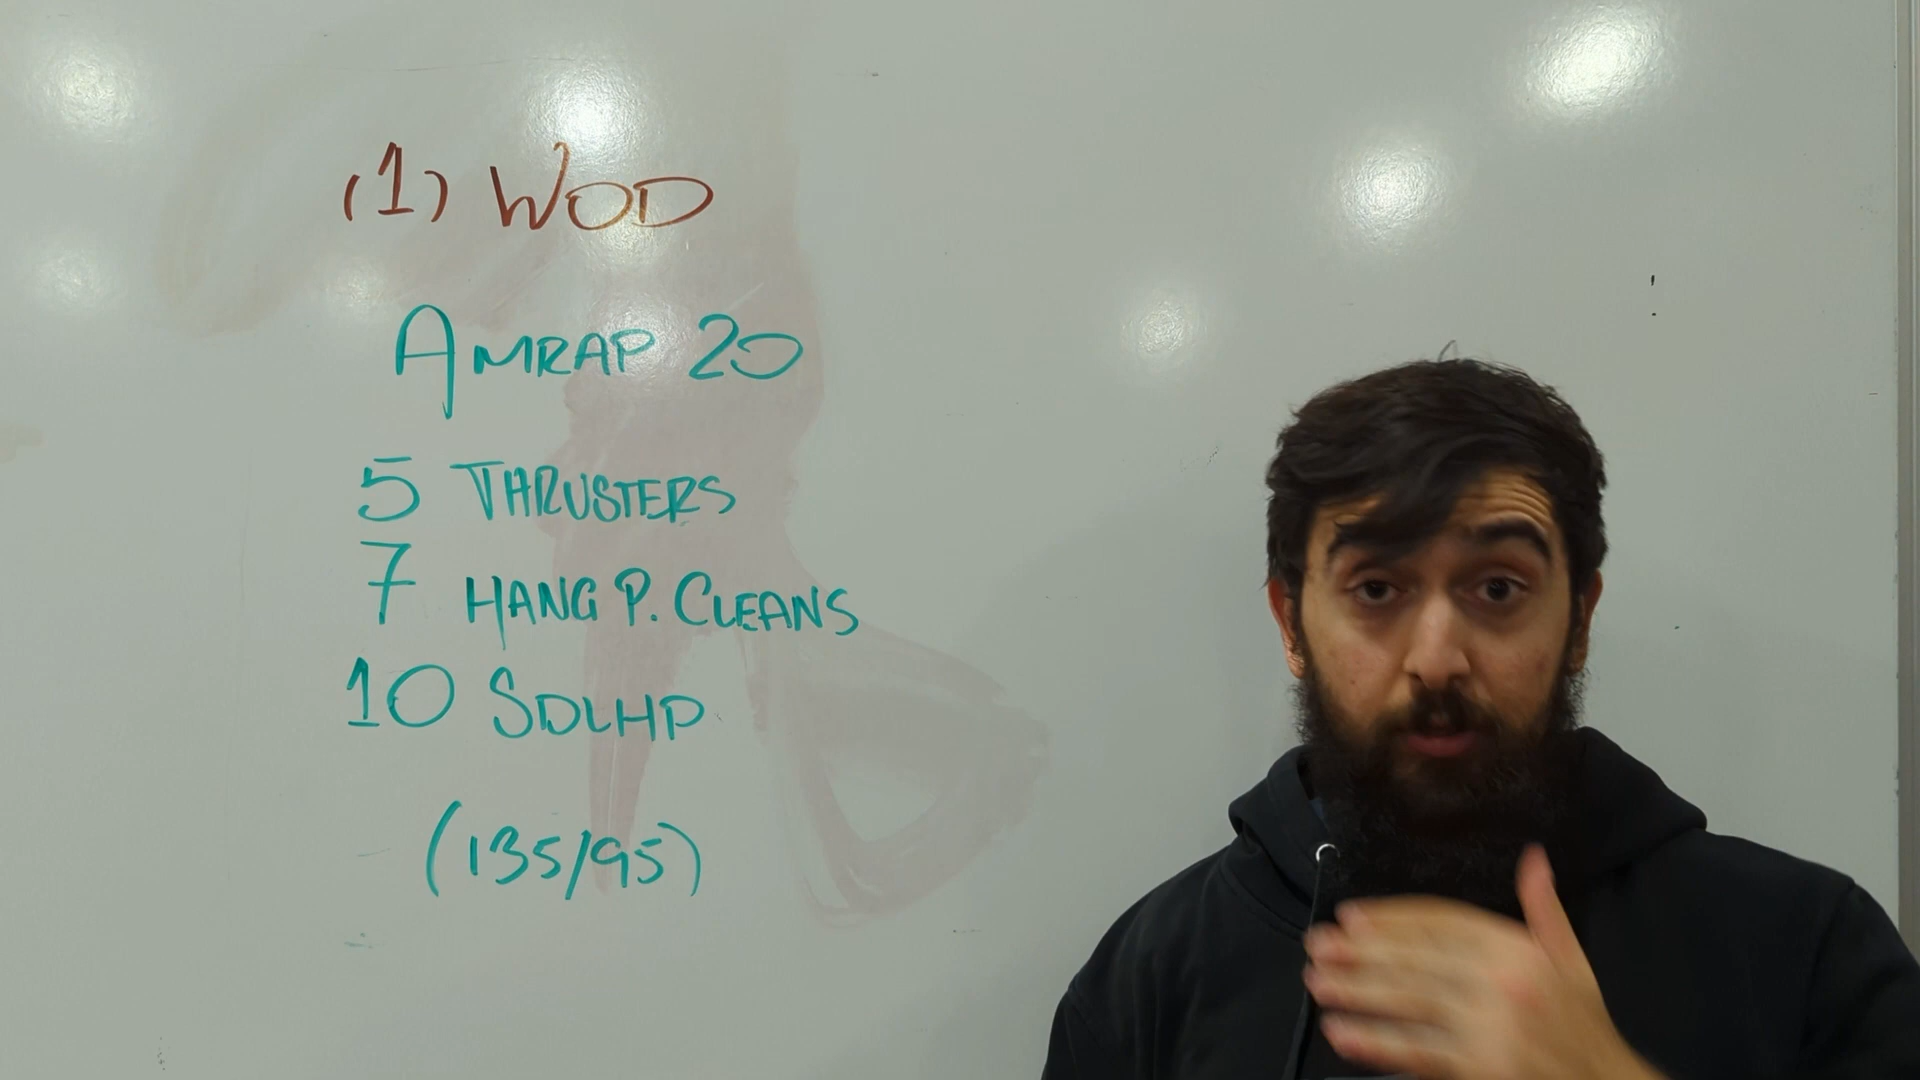 (1) WOD
AMRAP 20
5 THRUSTERS
7 HANG P. CLEANS
10 SDLHP
(135/95)